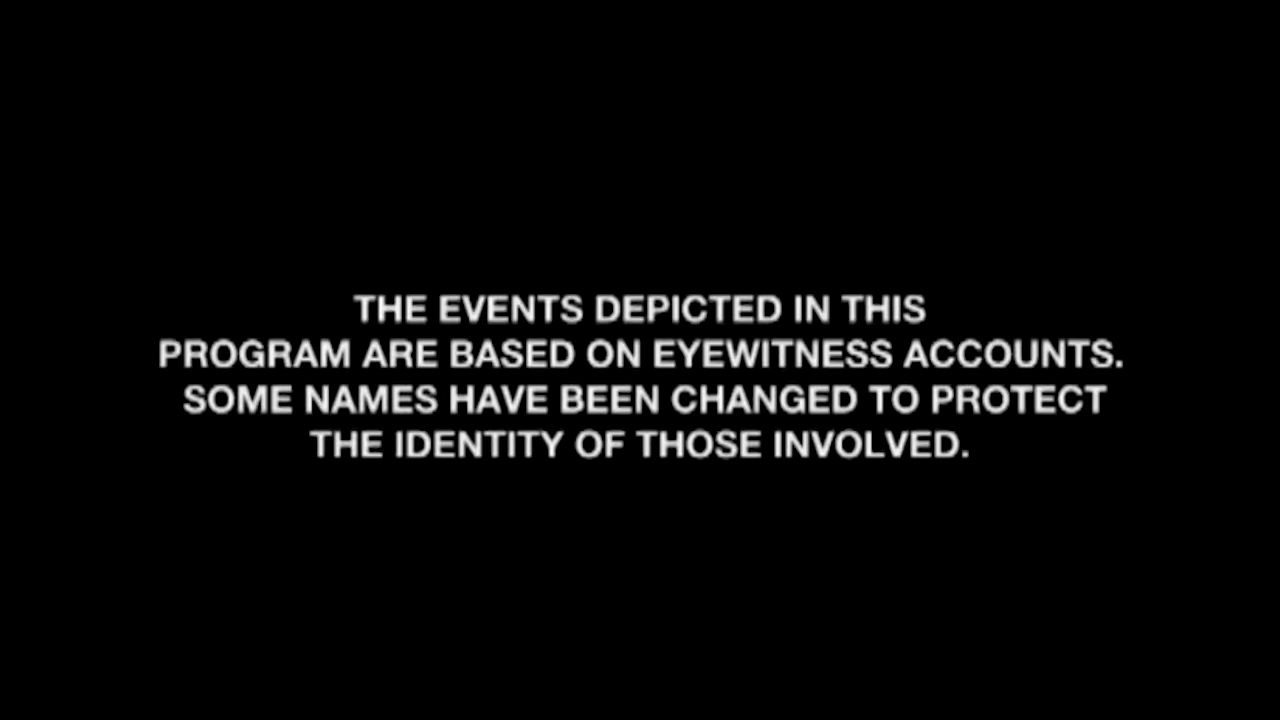 THE EVENTS DEPICTED IN THIS
PROGRAM ARE BASED ON EYEWITNESS ACCOUNTS.
SOME NAMES HAVE BEEN CHANGED TO PROTECT
THE IDENTITY OF THOSE INVOLVED.